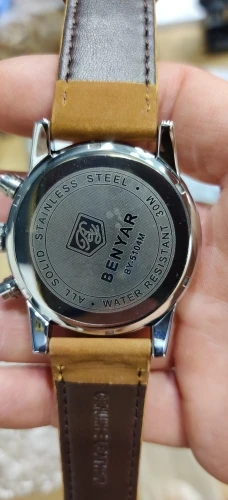 ALL SOLID STAINLESS STEEL • WATER RESISTANT 30M •
BENYAR
BY-5104M